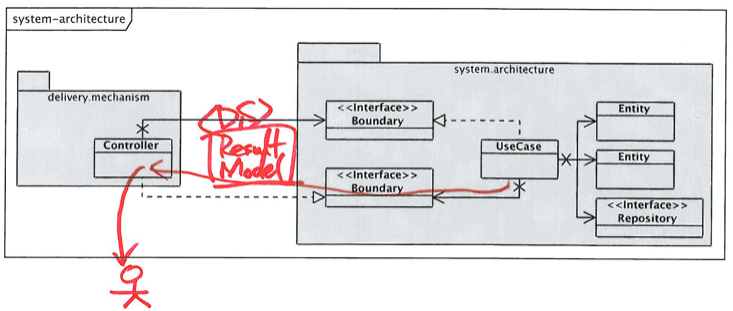 system-architecture
system.architecture
delivery.mechanism
<DS>
<<Interface>>
Boundary
Entity
Controller
Result
Model
UseCase
Entity
<<Interface>>
Boundary
<<Interface>>
Repository